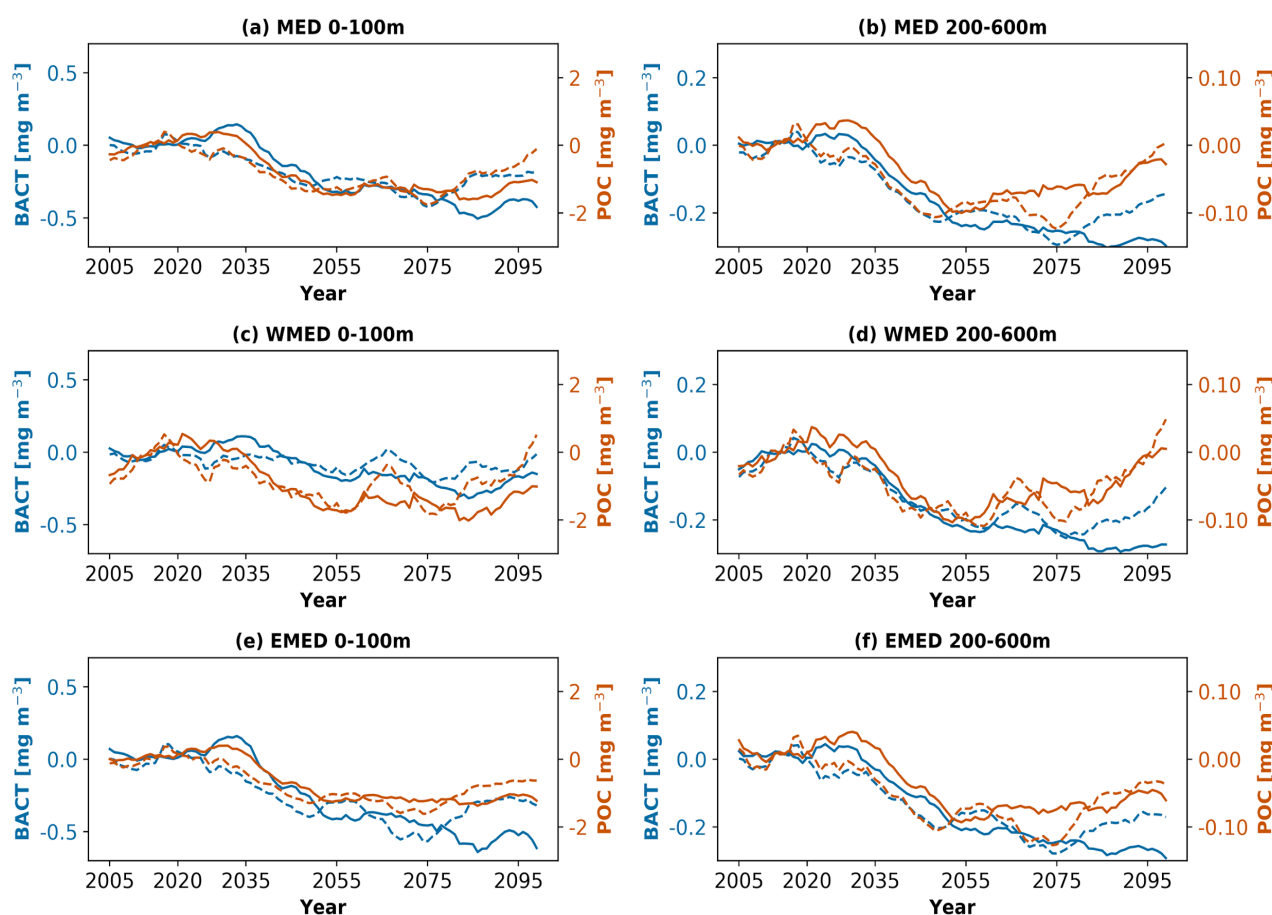 (a) MED 0-100m
BACT [mg m⁻³]
0.5
0.0
-0.5
2
0
-2
POC [mg m⁻³]
2005 2020 2035 2055 2075 2095
Year
(b) MED 200-600m
BACT [mg m⁻³]
0.2
0.0
-0.2
0.10
0.00
-0.10
POC [mg m⁻³]
2005 2020 2035 2055 2075 2095
Year
(c) WMED 0-100m
BACT [mg m⁻³]
0.5
0.0
-0.5
2
0
-2
POC [mg m⁻³]
2005 2020 2035 2055 2075 2095
Year
(d) WMED 200-600m
BACT [mg m⁻³]
0.2
0.0
-0.2
0.10
0.00
-0.10
POC [mg m⁻³]
2005 2020 2035 2055 2075 2095
Year
(e) EMED 0-100m
BACT [mg m⁻³]
0.5
0.0
-0.5
2
0
-2
POC [mg m⁻³]
2005 2020 2035 2055 2075 2095
Year
(f) EMED 200-600m
BACT [mg m⁻³]
0.2
0.0
-0.2
0.10
0.00
-0.10
POC [mg m⁻³]
2005 2020 2035 2055 2075 2095
Year